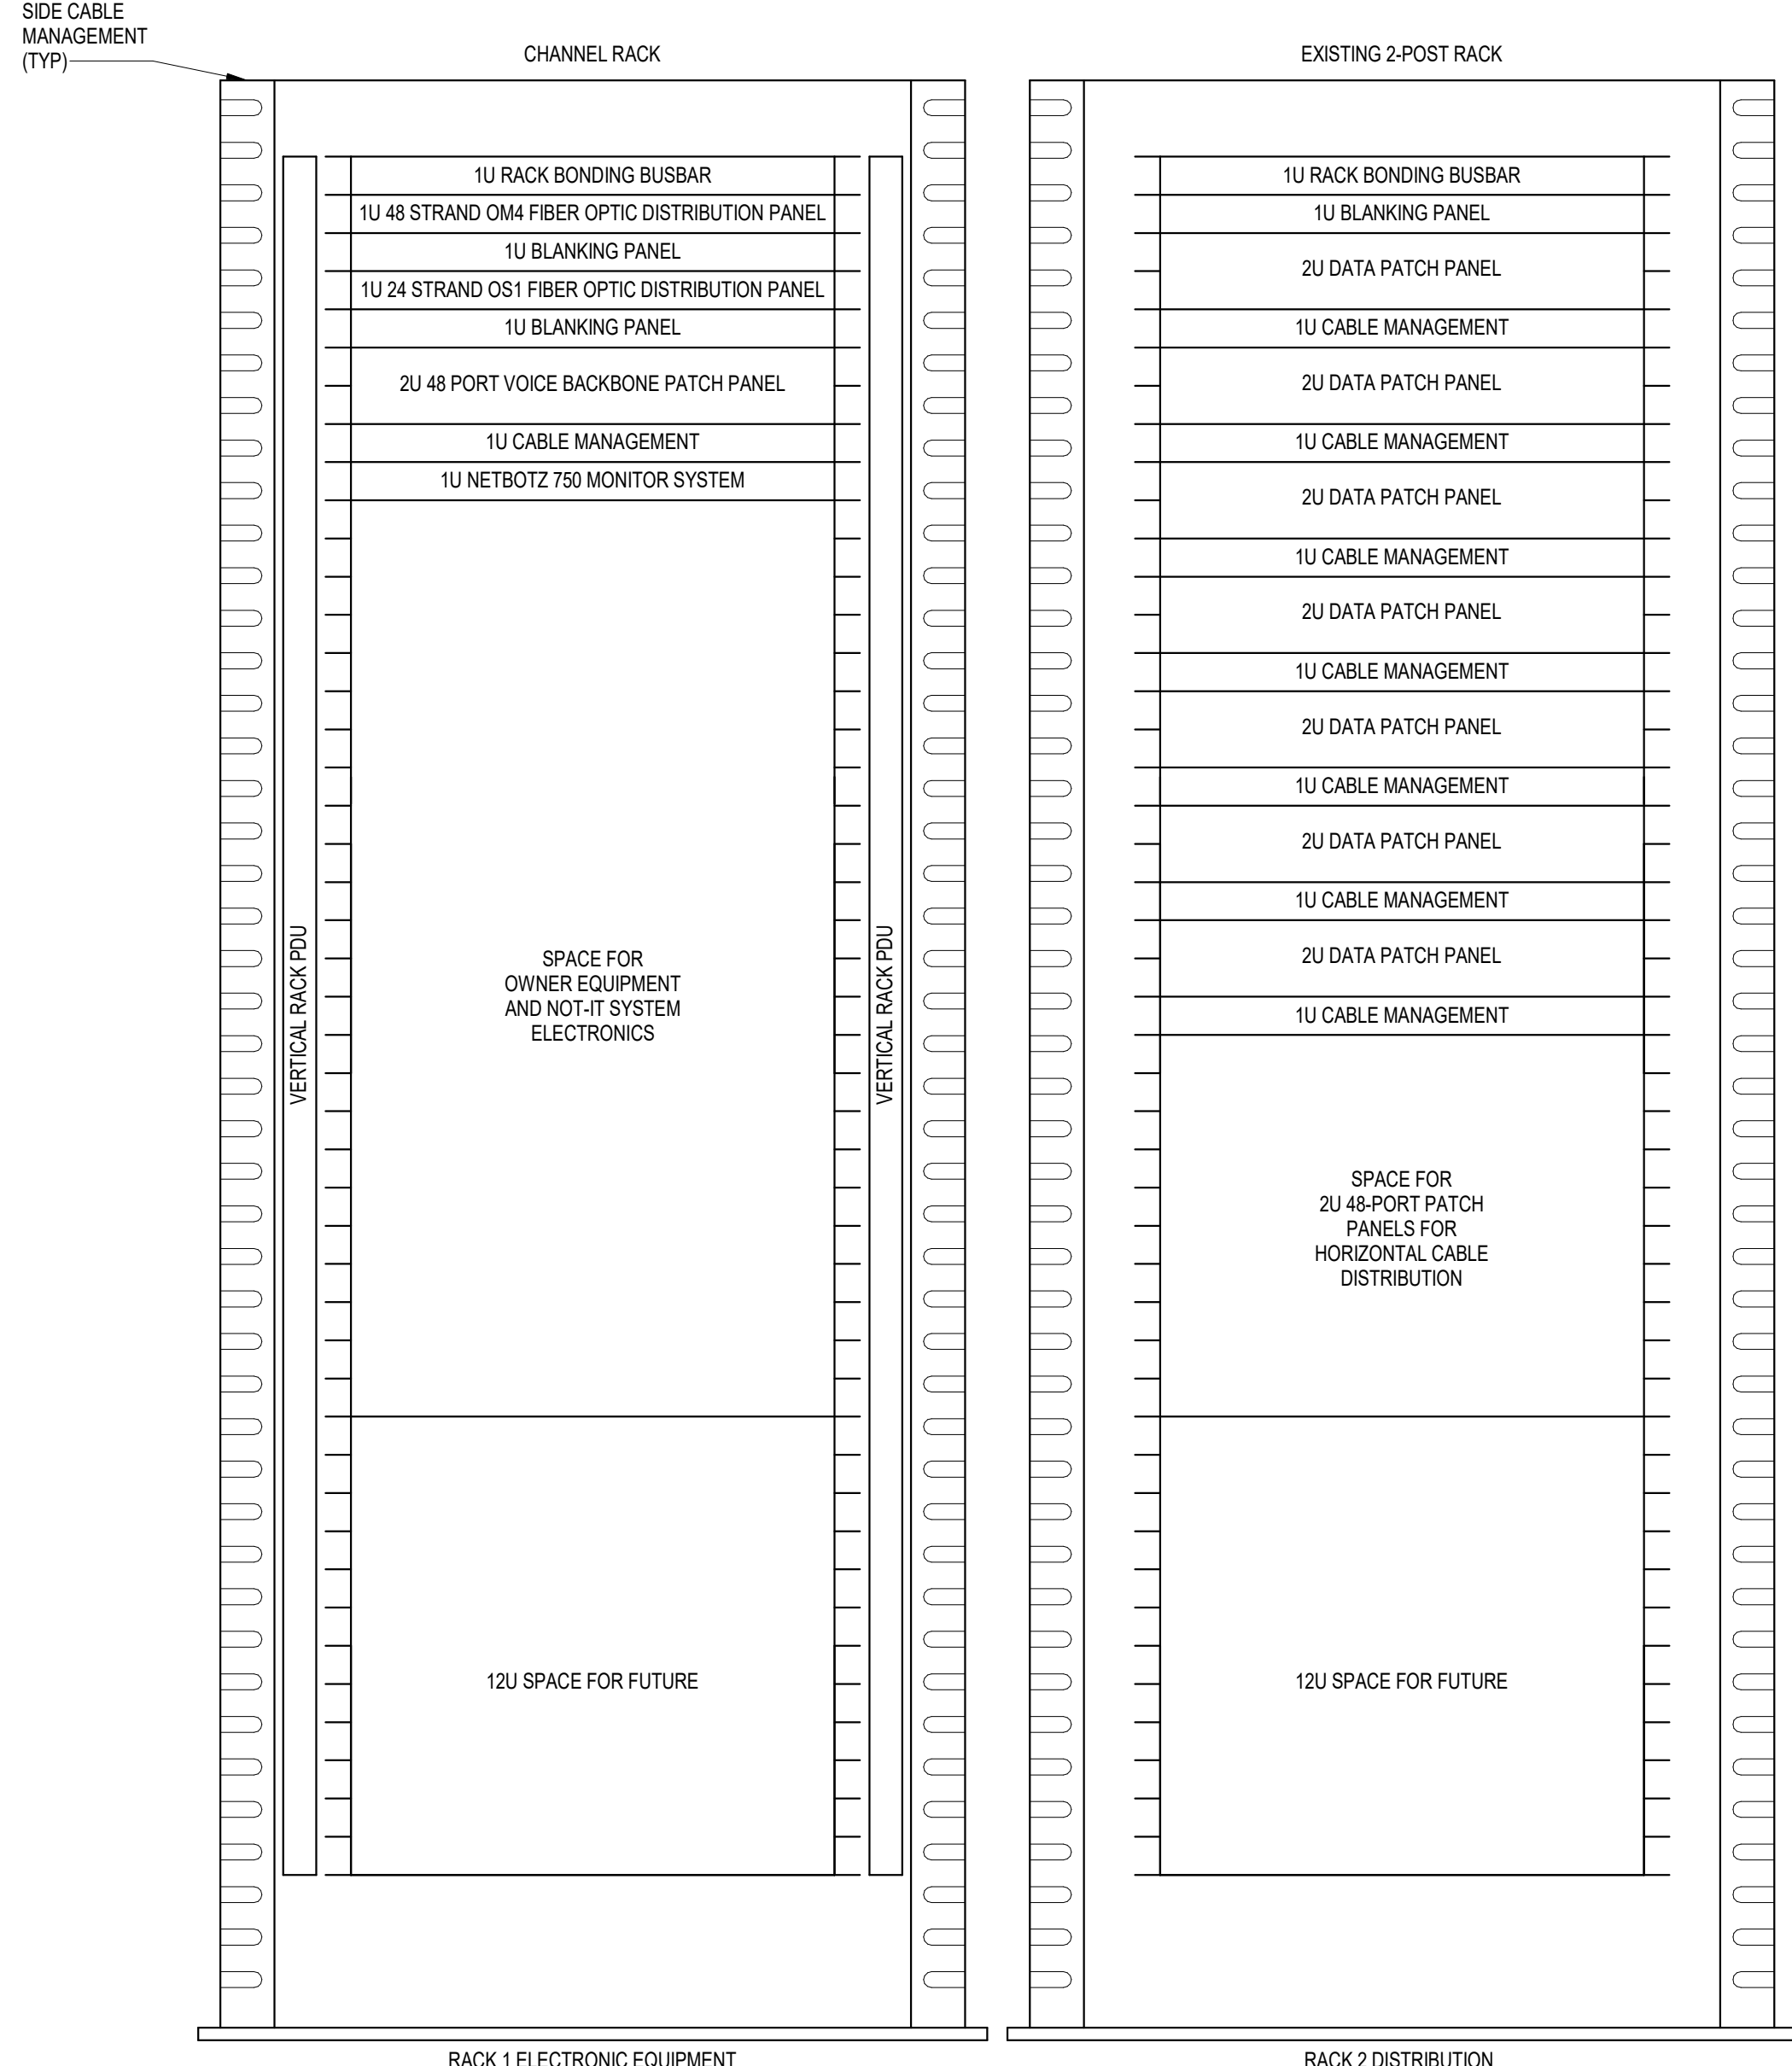 SIDE CABLE
MANAGEMENT
(TYP)
CHANNEL RACK
1U RACK BONDING BUSBAR
1U 48 STRAND OM4 FIBER OPTIC DISTRIBUTION PANEL
1U BLANKING PANEL
1U 24 STRAND OS1 FIBER OPTIC DISTRIBUTION PANEL
1U BLANKING PANEL
2U 48 PORT VOICE BACKBONE PATCH PANEL
1U CABLE MANAGEMENT
1U NETBOTZ 750 MONITOR SYSTEM
VERTICAL RACK PDU
SPACE FOR
OWNER EQUIPMENT
AND NOT-IT SYSTEM
ELECTRONICS
VERTICAL RACK PDU
12U SPACE FOR FUTURE
RACK 1 ELECTRONIC EQUIPMENT
EXISTING 2-POST RACK
1U RACK BONDING BUSBAR
1U BLANKING PANEL
2U DATA PATCH PANEL
1U CABLE MANAGEMENT
2U DATA PATCH PANEL
1U CABLE MANAGEMENT
2U DATA PATCH PANEL
1U CABLE MANAGEMENT
2U DATA PATCH PANEL
1U CABLE MANAGEMENT
2U DATA PATCH PANEL
1U CABLE MANAGEMENT
2U DATA PATCH PANEL
1U CABLE MANAGEMENT
2U DATA PATCH PANEL
1U CABLE MANAGEMENT
SPACE FOR
2U 48-PORT PATCH
PANELS FOR
HORIZONTAL CABLE
DISTRIBUTION
12U SPACE FOR FUTURE
RACK 2 DISTRIBUTION